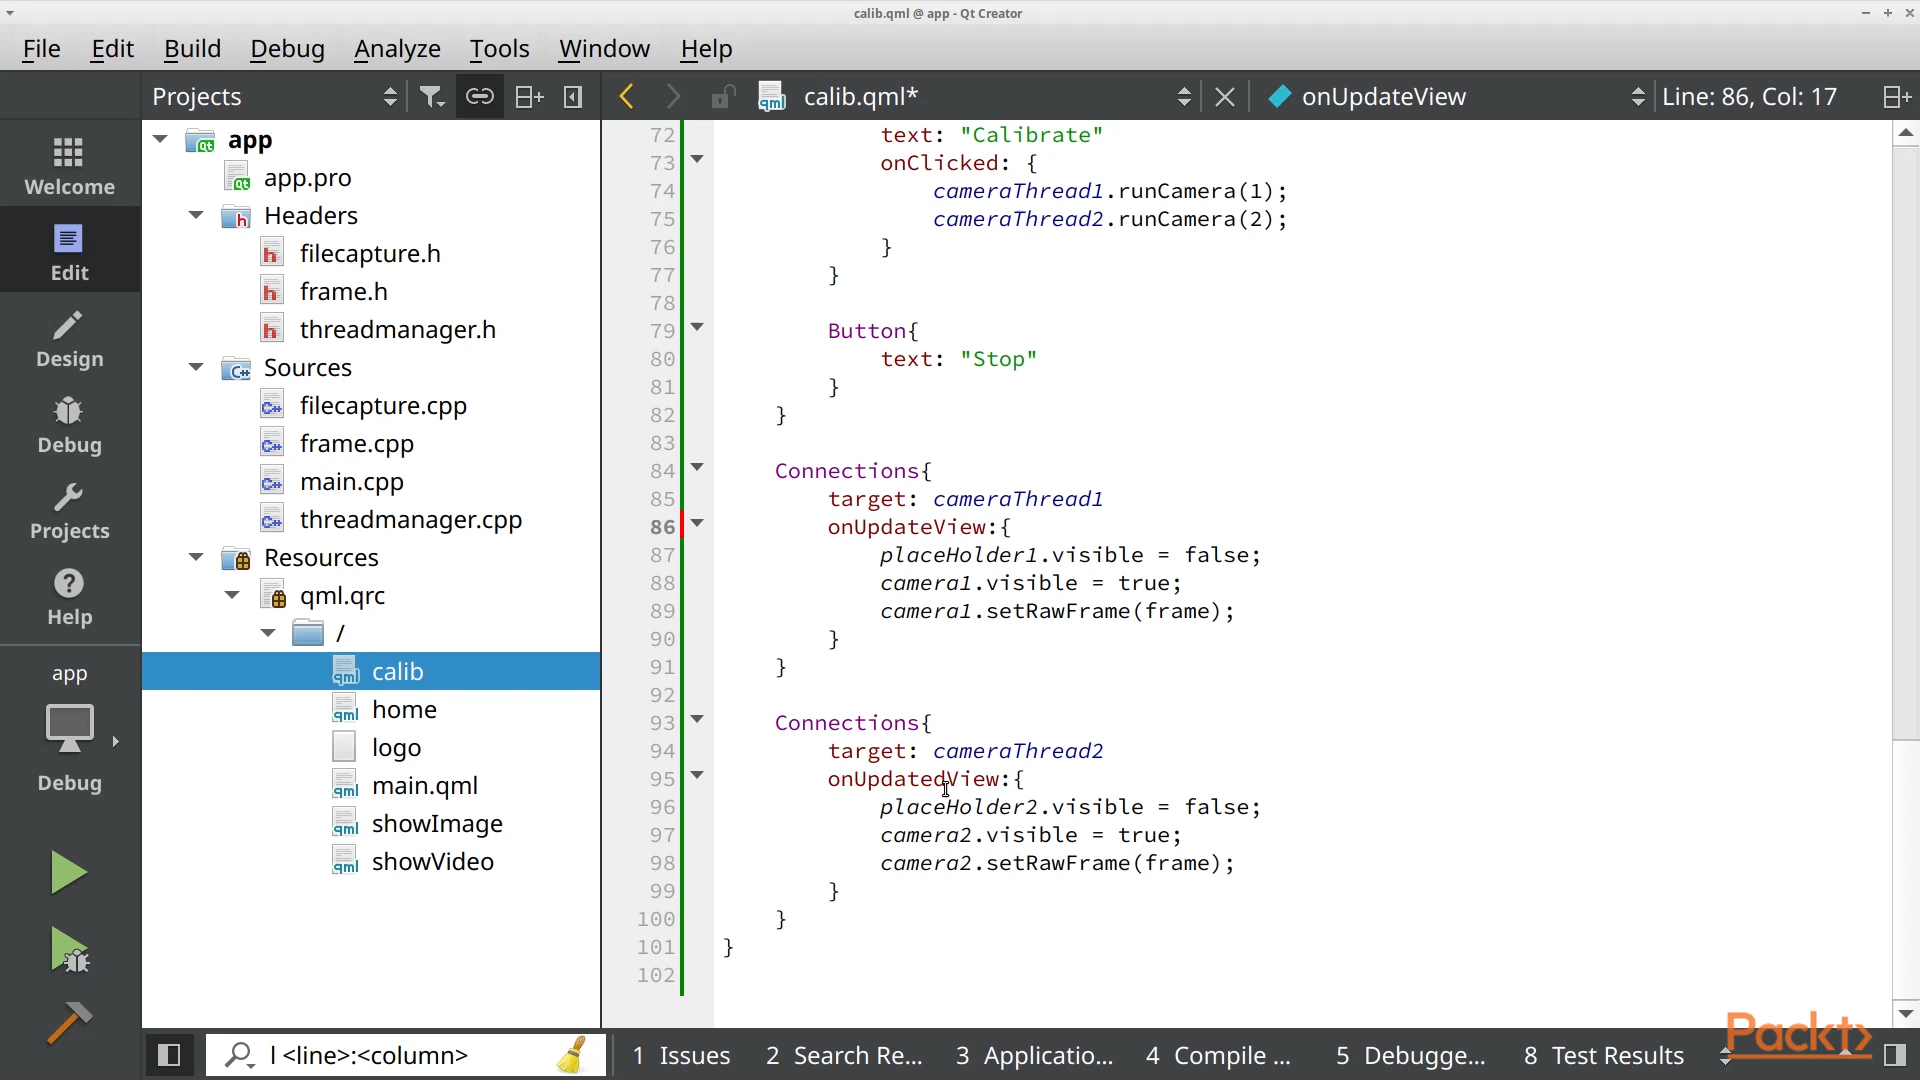 calib.qml @ app - Qt Creator
File Edit Build Debug Analyze Tools Window Help
Projects
calib.qml*
onUpdateView
Line: 86, Col: 17
Welcome
Edit
Design
Debug
Projects
Help
app
Debug
app
app.pro
Headers
filecapture.h
frame.h
threadmanager.h
Sources
filecapture.cpp
frame.cpp
main.cpp
threadmanager.cpp
Resources
qml.qrc
/
calib
home
logo
main.qml
showImage
showVideo
72 text: "Calibrate"
73 onClicked: {
74 cameraThread1.runCamera(1);
75 cameraThread2.runCamera(2);
76 }
77 }
78
79 Button{
80 text: "Stop"
81 }
82 }
83
84 Connections{
85 target: cameraThread1
86 onUpdateView:{
87 placeHolder1.visible = false;
88 camera1.visible = true;
89 camera1.setRawFrame(frame);
90 }
91 }
92
93 Connections{
94 target: cameraThread2
95 onUpdatedView:{
96 placeHolder2.visible = false;
97 camera2.visible = true;
98 camera2.setRawFrame(frame);
99 }
100 }
101 }
102
l <line>:<column>
1 Issues 2 Search Re... 3 Applicatio... 4 Compile ... 5 Debugge... 8 Test Results
Packt>